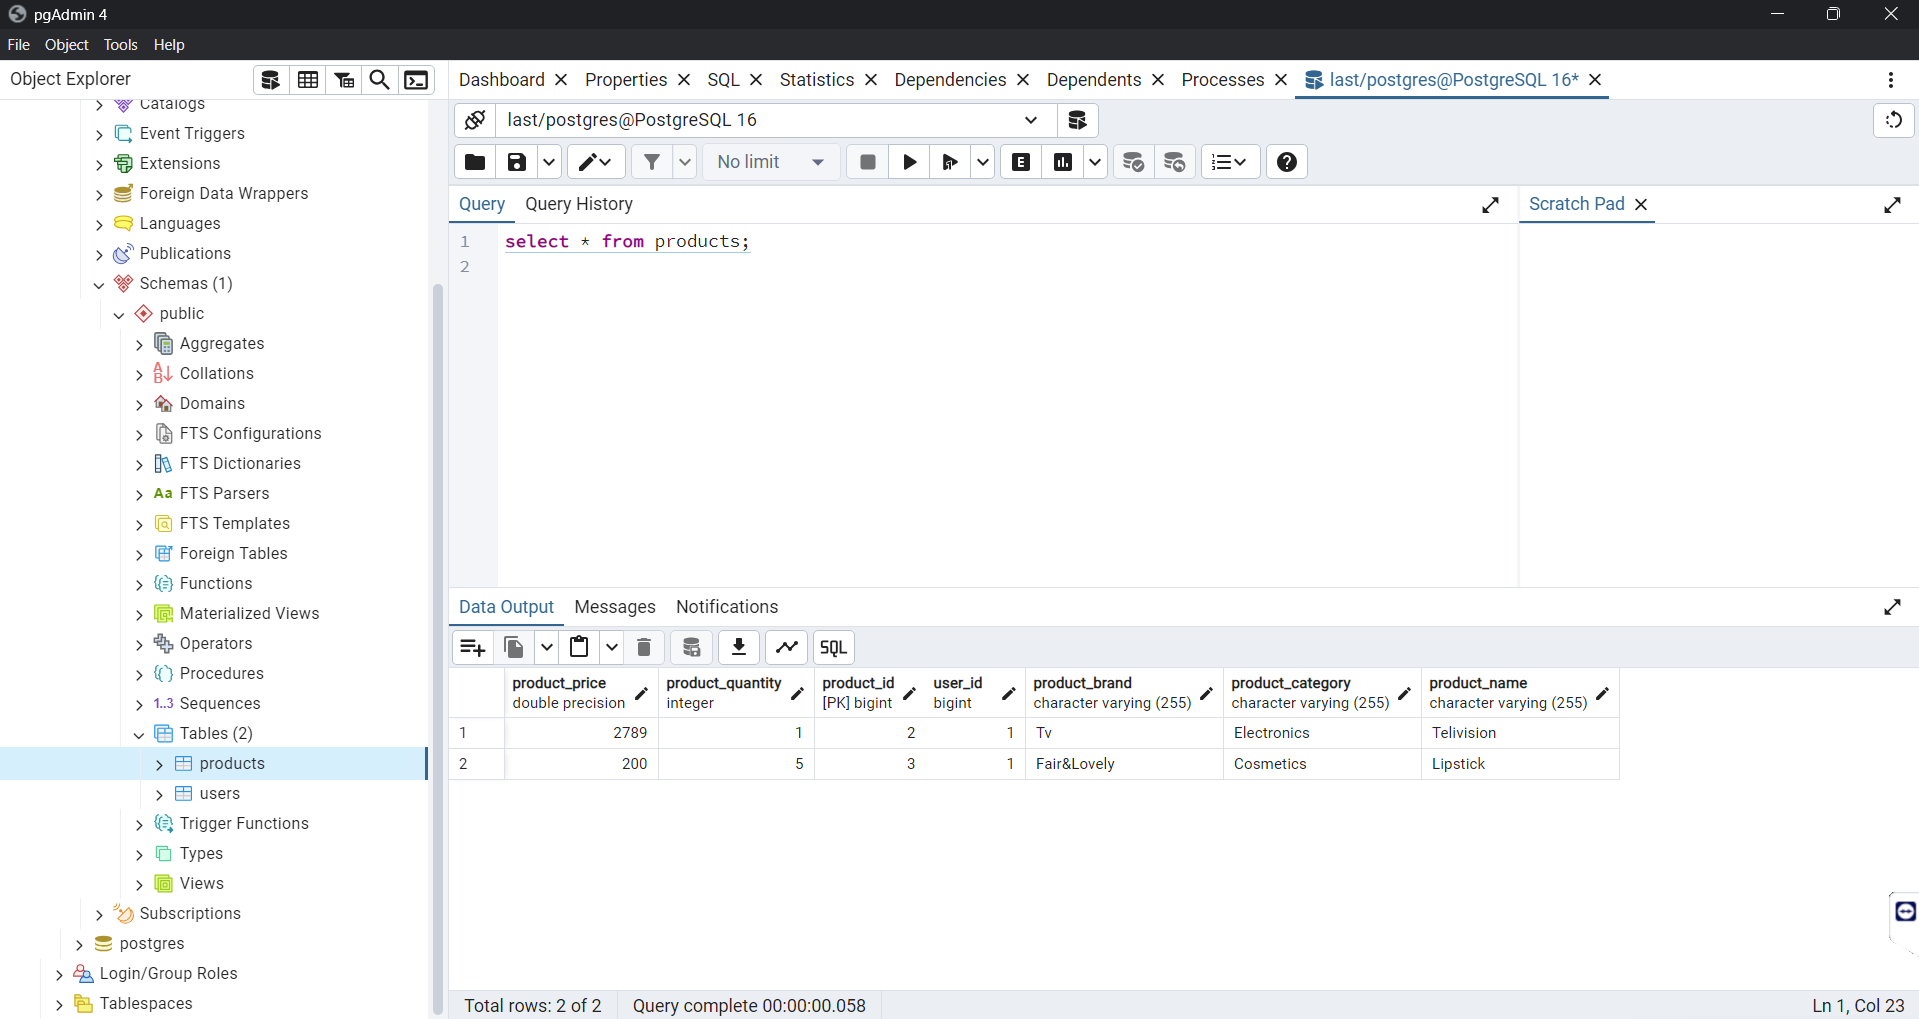 pgAdmin 4
File Object Tools Help
Object Explorer
Dashboard Properties SQL Statistics Dependencies Dependents Processes last/postgres@PostgreSQL 16*
Catalogs
Event Triggers
Extensions
Foreign Data Wrappers
Languages
Publications
Schemas (1)
public
Aggregates
Collations
Domains
FTS Configurations
FTS Dictionaries
Aa FTS Parsers
FTS Templates
Foreign Tables
Functions
Materialized Views
Operators
Procedures
1..3 Sequences
Tables (2)
products
users
Trigger Functions
Types
Views
Subscriptions
postgres
Login/Group Roles
Tablespaces
last/postgres@PostgreSQL 16
No limit
E
Query Query History
Scratch Pad
1 select * from products;
2
Data Output Messages Notifications
SQL
product_price product_quantity product_id user_id product_brand product_category product_name
double precision integer [PK] bigint bigint character varying (255) character varying (255) character varying (255)
1 2789 1 2 1 Tv Electronics Telivision
2 200 5 3 1 Fair&Lovely Cosmetics Lipstick
Total rows: 2 of 2 Query complete 00:00:00.058 Ln 1, Col 23